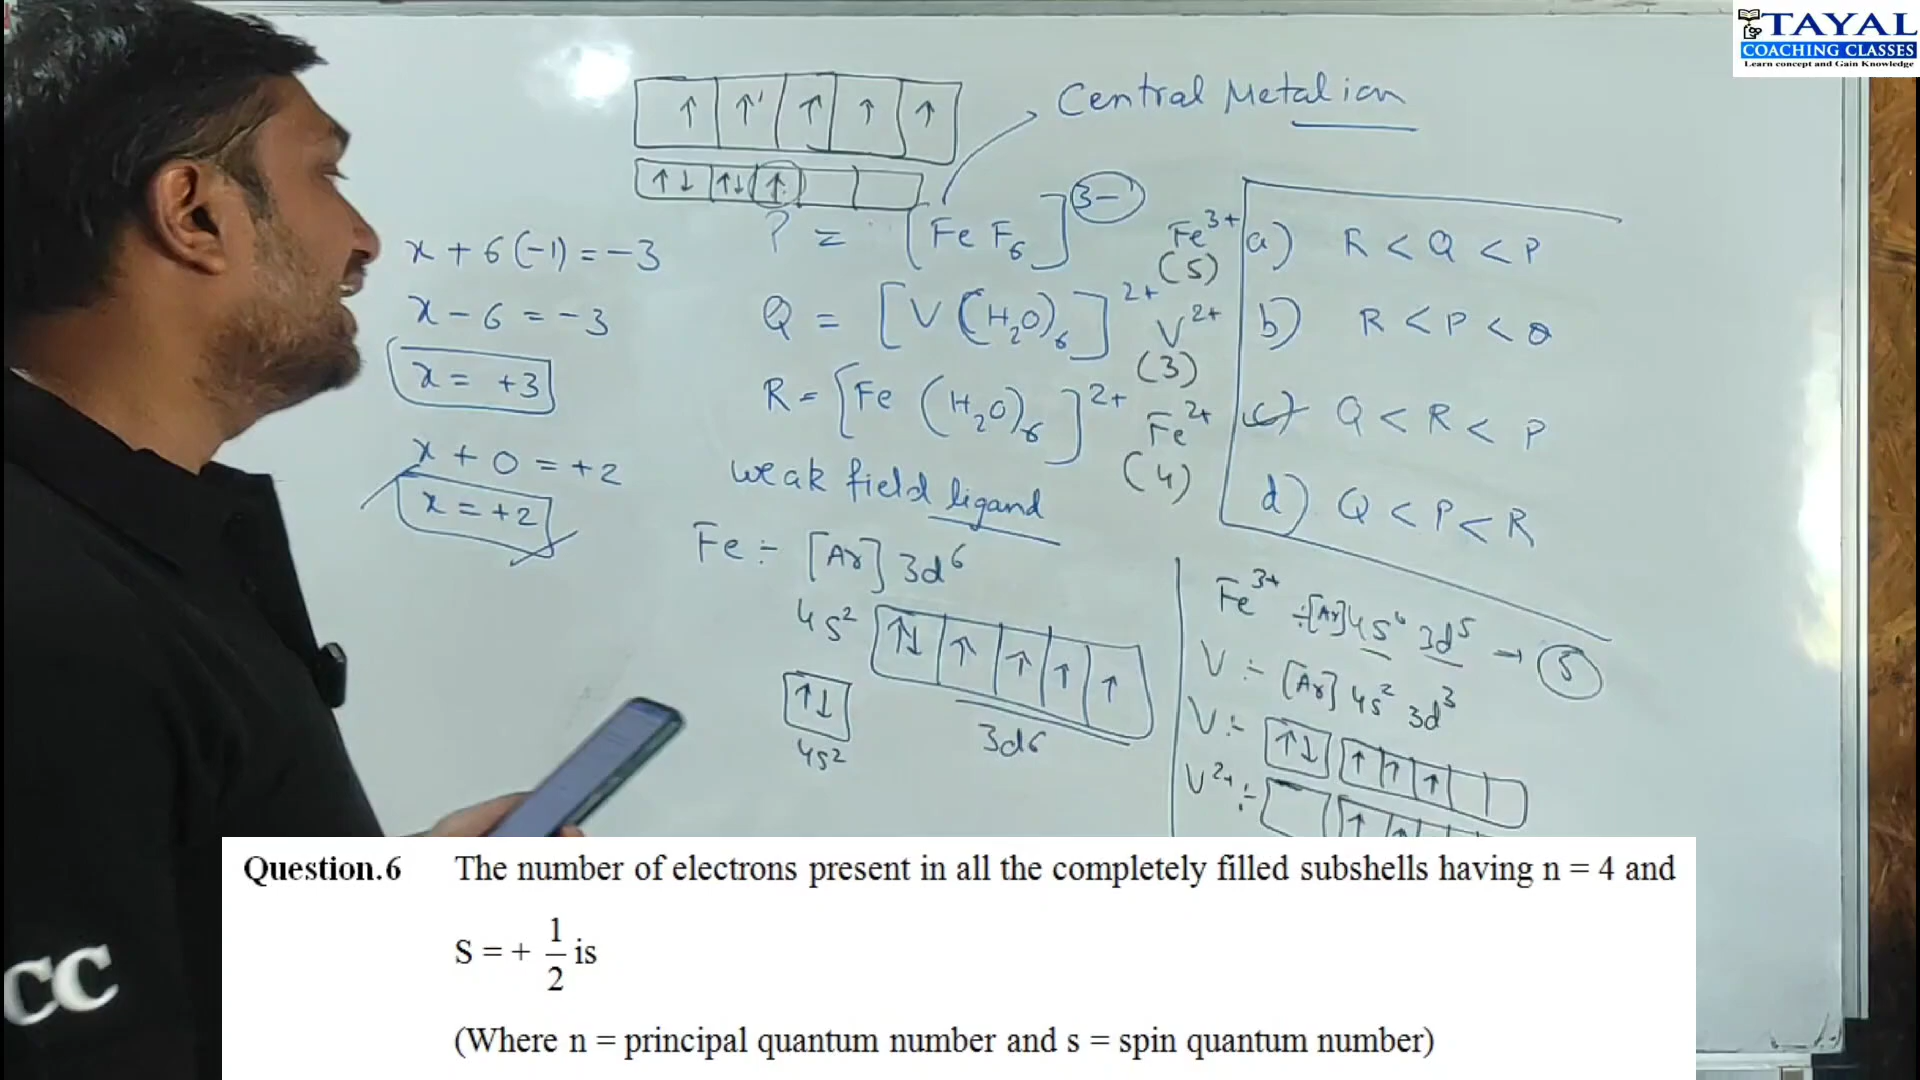 TAYAL
COACHING CLASSES
Learn concept and Gain Knowledge
Central Metal ion
P = [Fe F6]3- Fe3+ (5)
Q = [V (H2O)6]2+ V2+ (3)
R = [Fe (H2O)6]2+ Fe2+ (4)
weak field ligand
x + 6(-1) = -3
x - 6 = -3
x = +3
x + 0 = +2
x = +2
a) R < Q < P
b) R < P < Q
c) Q < R < P
d) Q < P < R
Fe ÷ [Ar] 3d6
4s2
4s2
3d6
Fe3+ ÷ [Ar] 4s° 3d5 → 5
V ÷ [Ar] 4s2 3d3
V ÷
V2+ ÷
CC
Question.6 The number of electrons present in all the completely filled subshells having n = 4 and
S = + 1/2 is
(Where n = principal quantum number and s = spin quantum number)